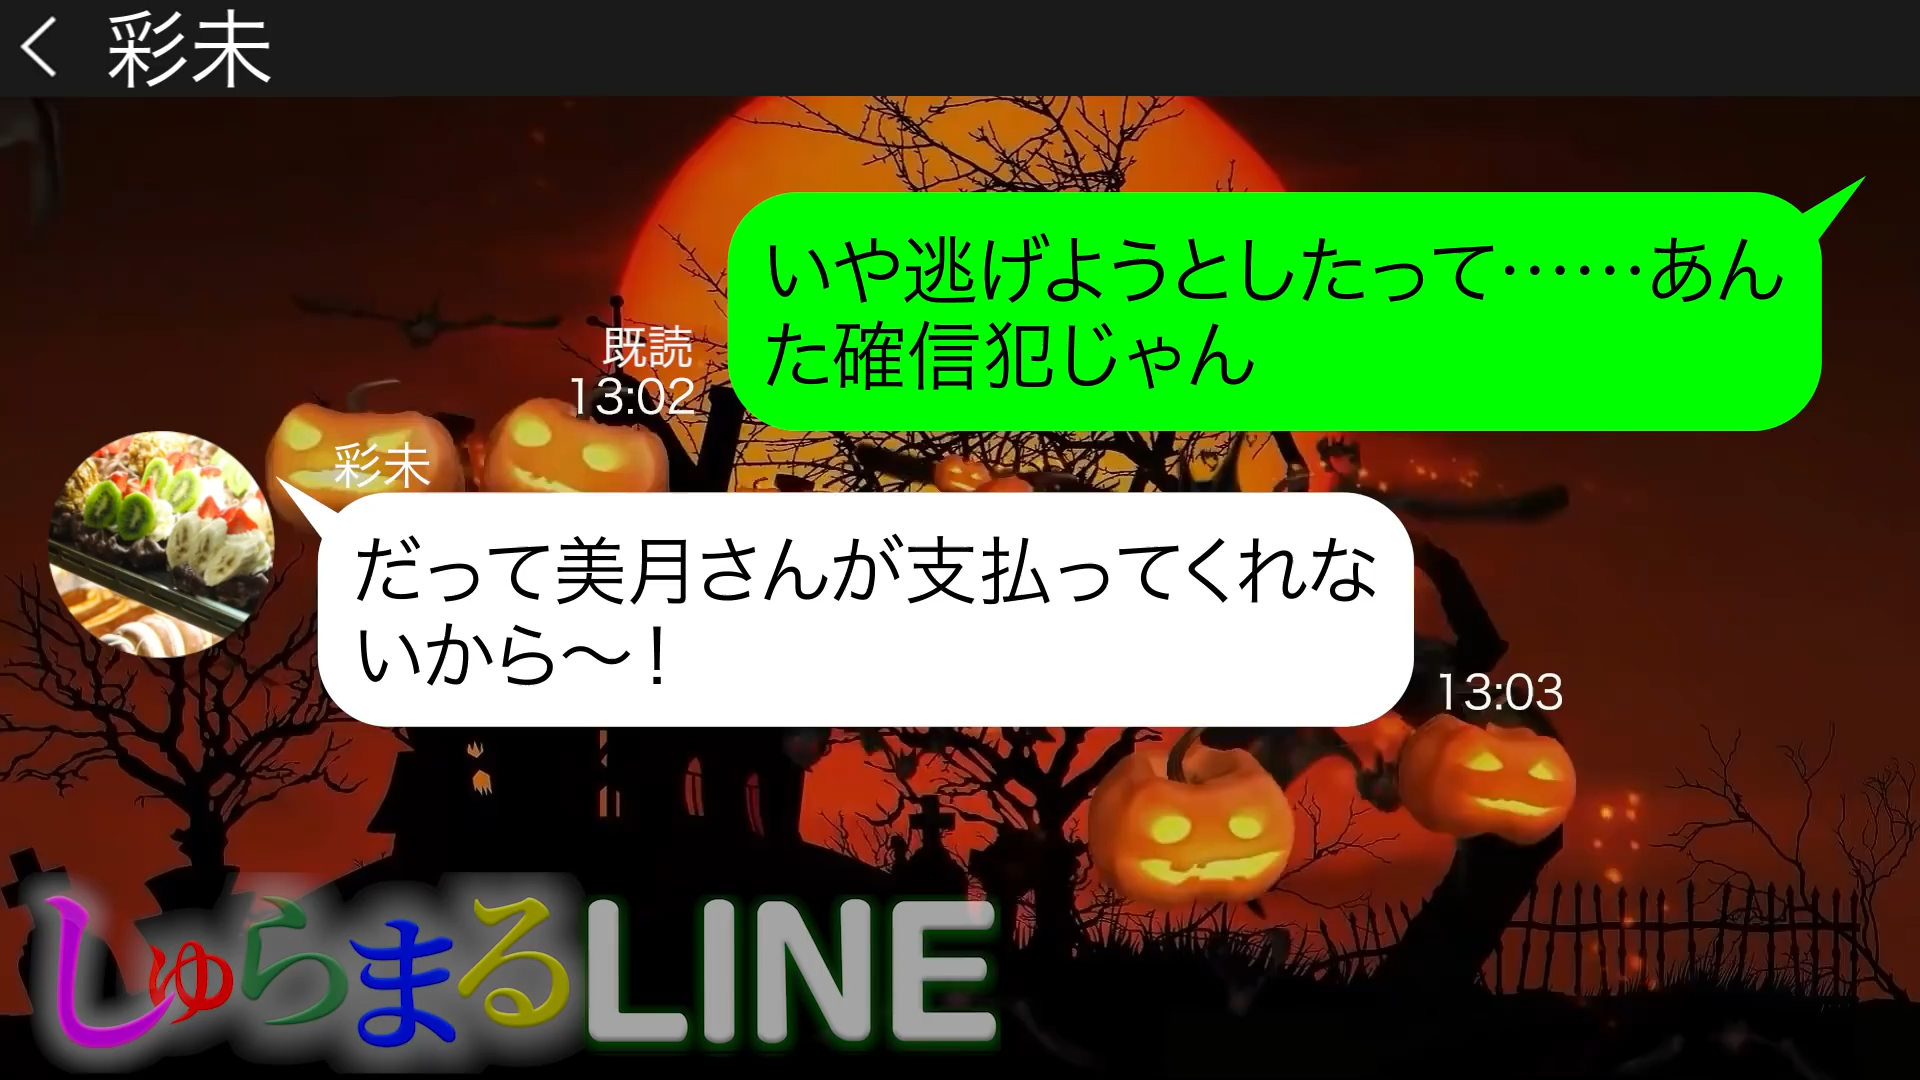 彩未
いや逃げようとしたって……あん
た確信犯じゃん
既読
13:02
彩未
だって美月さんが支払ってくれな
いから～！
13:03
しゅらまるLINE